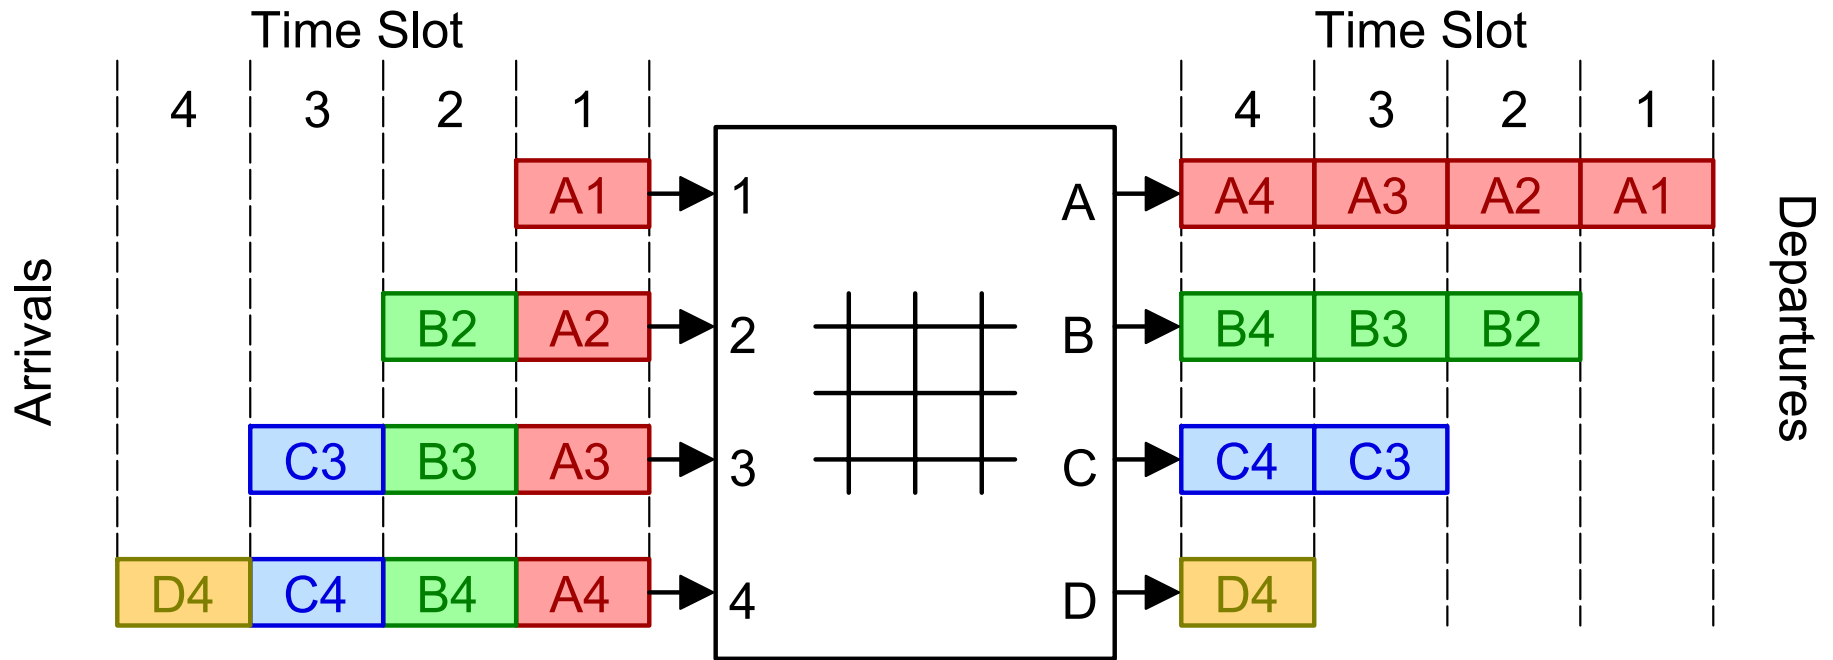 Time Slot Time Slot
4 3 2 1 4 3 2 1
A1 1 A A4 A3 A2 A1
B2 A2 2 B B4 B3 B2
C3 B3 A3 3 C C4 C3
D4 C4 B4 A4 4 D D4
Arrivals
Departures